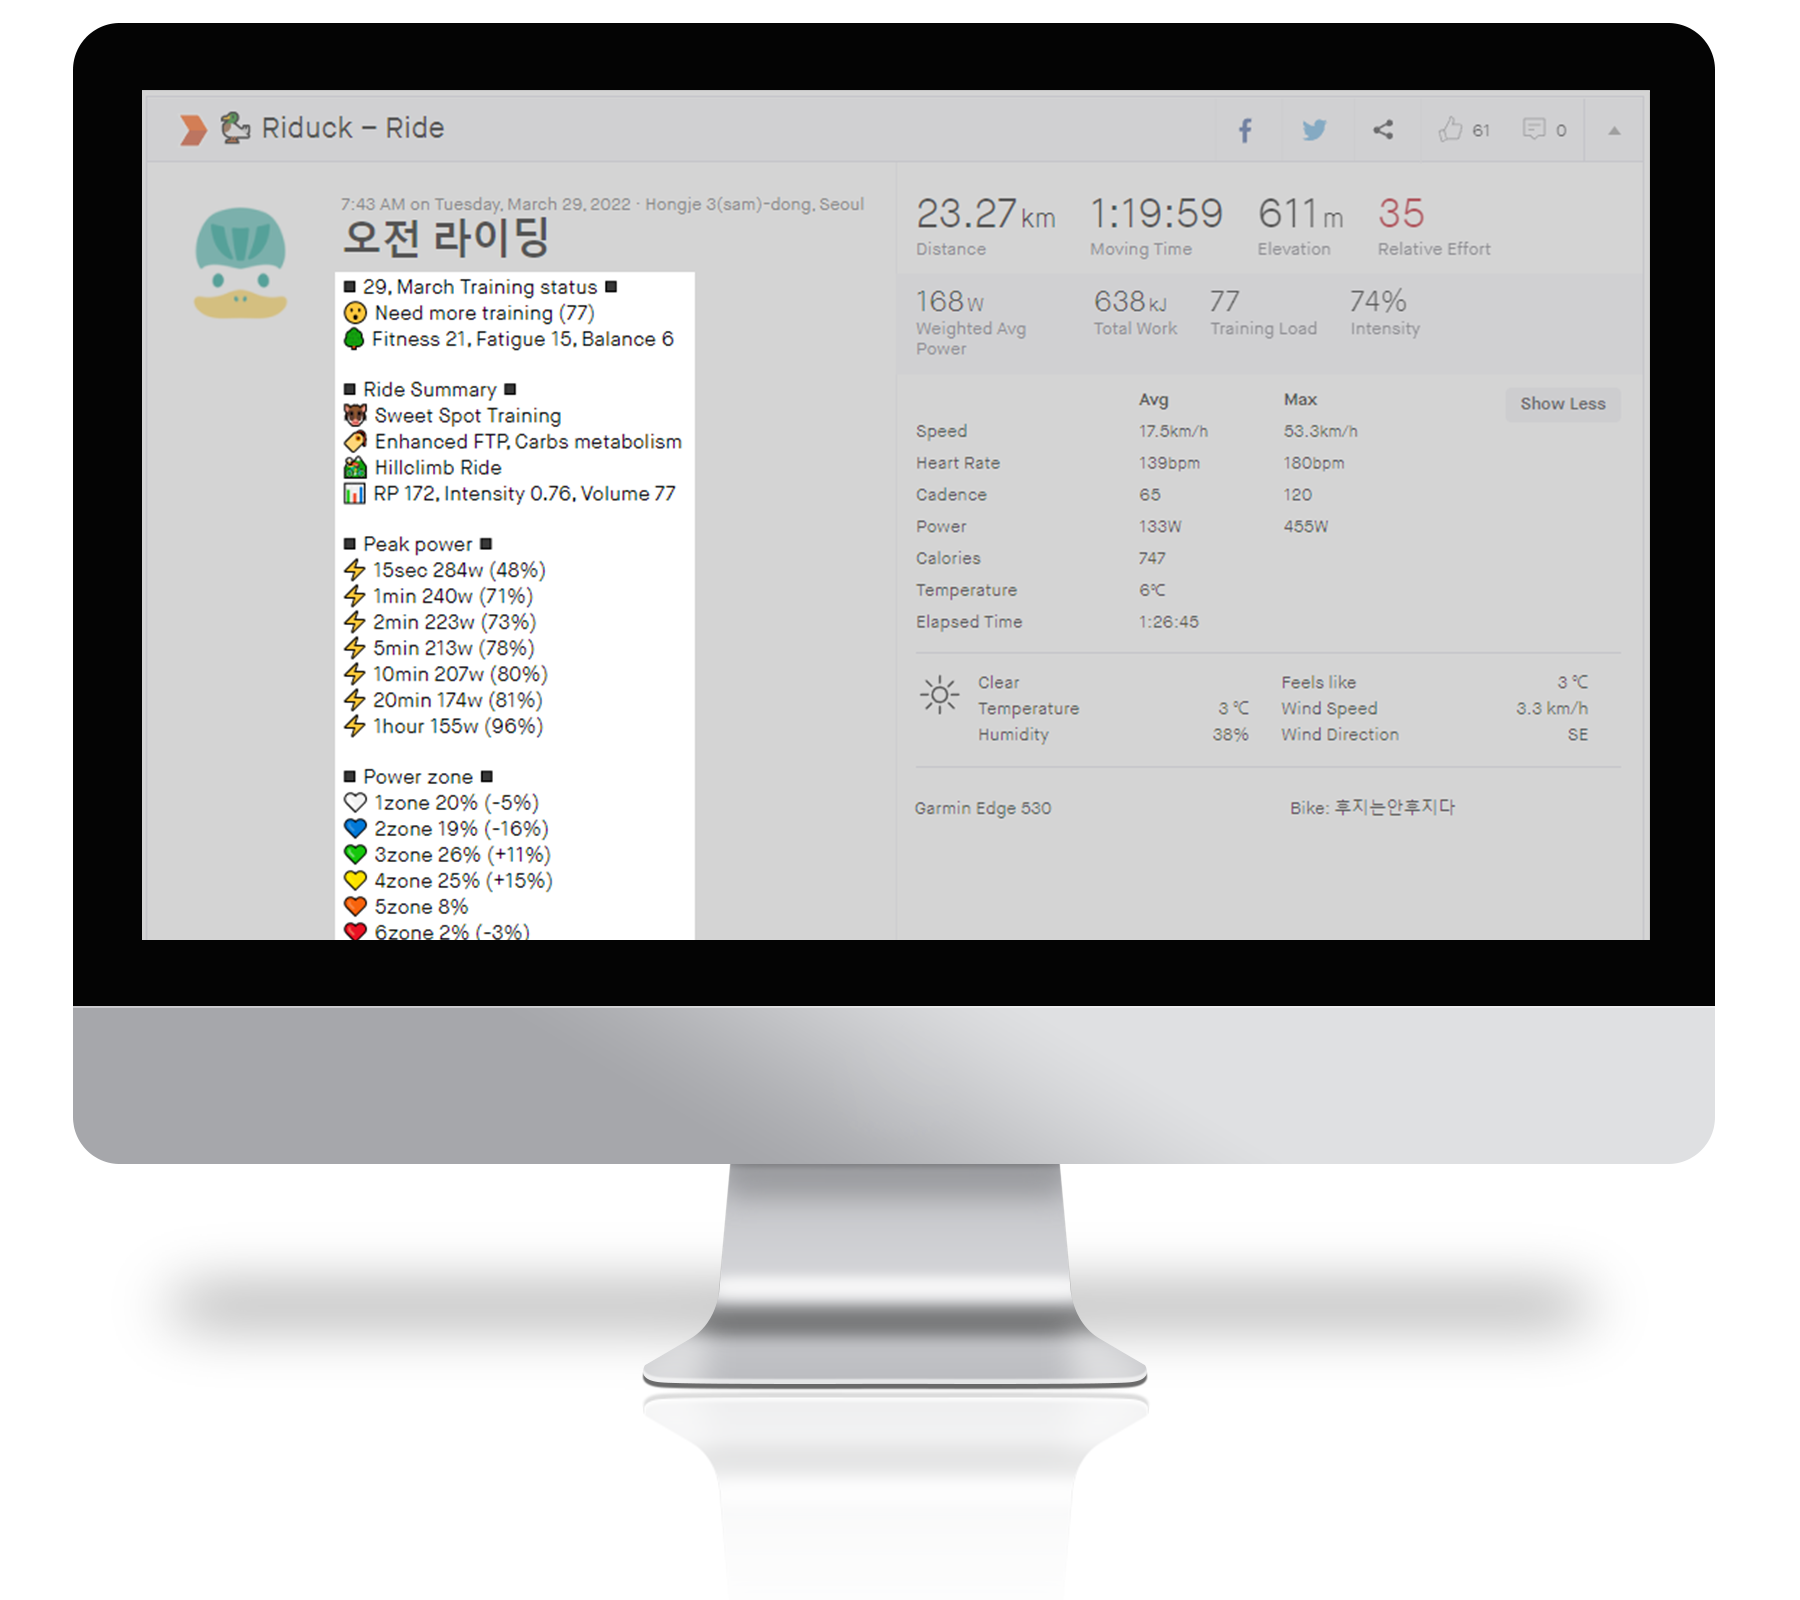 Riduck – Ride
61
0
7:43 AM on Tuesday, March 29, 2022 · Hongje 3(sam)-dong, Seoul
오전 라이딩
■ 29, March Training status ■
Need more training (77)
Fitness 21, Fatigue 15, Balance 6
■ Ride Summary ■
Sweet Spot Training
Enhanced FTP, Carbs metabolism
Hillclimb Ride
RP 172, Intensity 0.76, Volume 77
■ Peak power ■
15sec 284w (48%)
1min 240w (71%)
2min 223w (73%)
5min 213w (78%)
10min 207w (80%)
20min 174w (81%)
1hour 155w (96%)
■ Power zone ■
1zone 20% (-5%)
2zone 19% (-16%)
3zone 26% (+11%)
4zone 25% (+15%)
5zone 8%
6zone 2% (-3%)
23.27km 1:19:59 611m 35
Distance Moving Time Elevation Relative Effort
168W 638kJ 77 74%
Weighted Avg Power Total Work Training Load Intensity
Avg Max
Show Less
Speed 17.5km/h 53.3km/h
Heart Rate 139bpm 180bpm
Cadence 65 120
Power 133W 455W
Calories 747
Temperature 6℃
Elapsed Time 1:26:45
Clear Feels like 3 ℃
Temperature 3 ℃ Wind Speed 3.3 km/h
Humidity 38% Wind Direction SE
Garmin Edge 530 Bike: 후지는안후지다